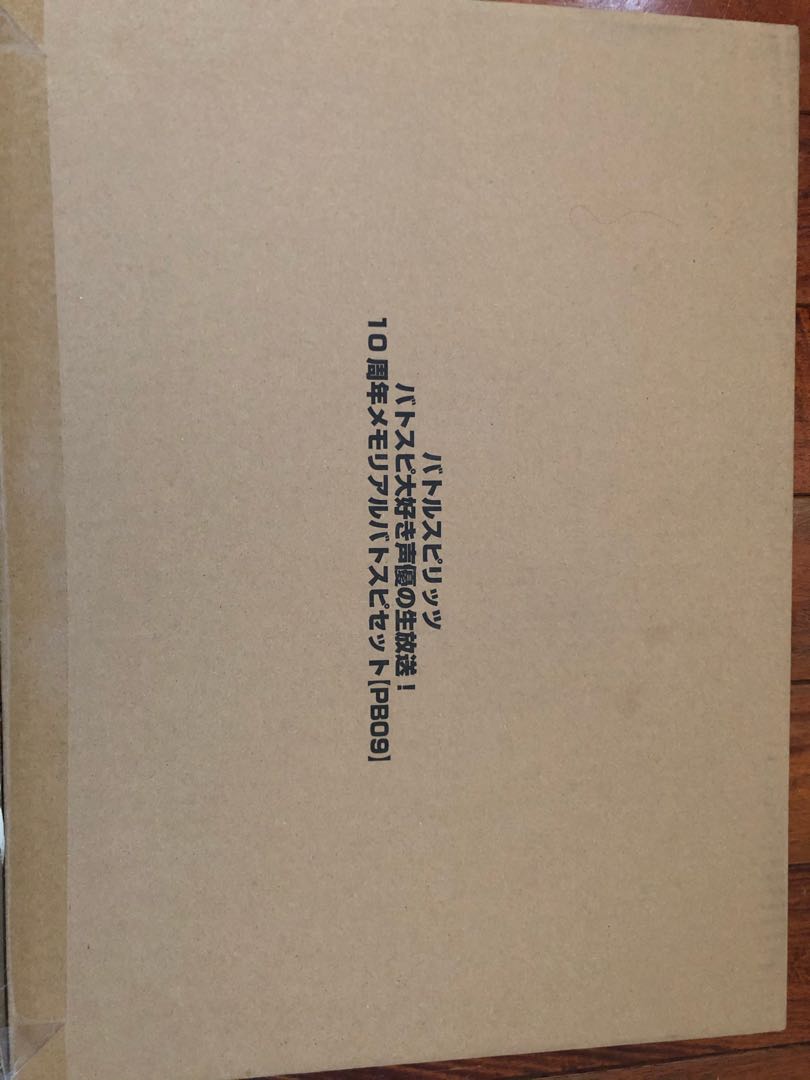 バトルスピリッツ
バトスピ大好き声優の生放送！
10周年メモリアルバトスピセット[PB09]